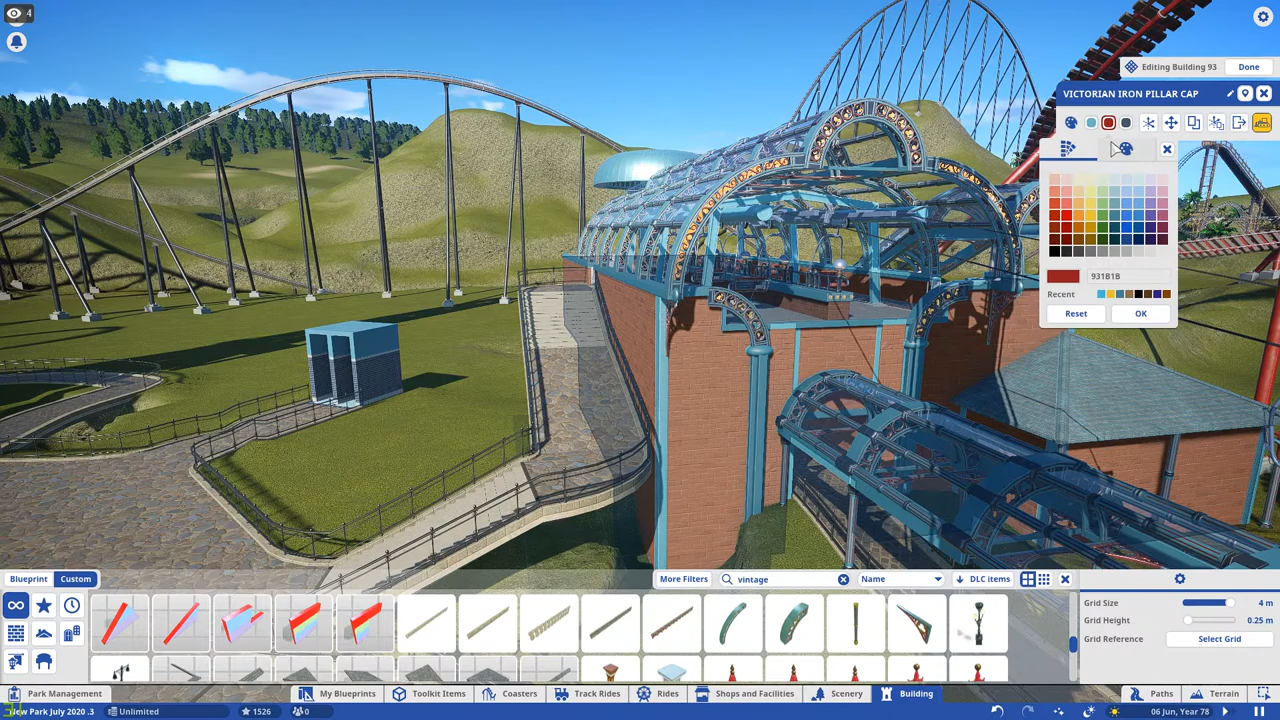 4
Editing Building 93 Done
VICTORIAN IRON PILLAR CAP
931B1B
Recent
Reset OK
Blueprint Custom More Filters vintage Name DLC items
Grid Size 4 m
Grid Height 0.25 m
Grid Reference Select Grid
Park Management My Blueprints Toolkit Items Coasters Track Rides Rides Shops and Facilities Scenery Building Paths Terrain
New Park July 2020 .3 Unlimited 1526 0 06 Jun, Year 78